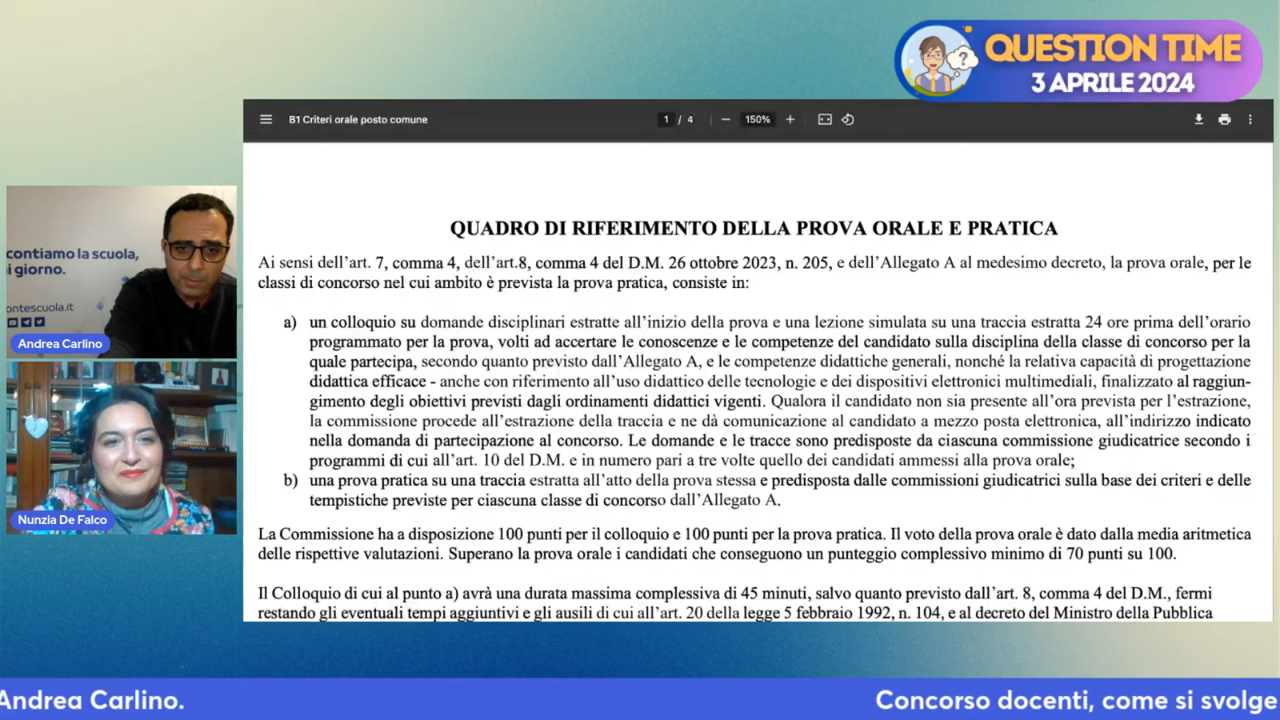 QUESTION TIME
3 APRILE 2024
B1 Criteri orale posto comune
1 / 4
150%
QUADRO DI RIFERIMENTO DELLA PROVA ORALE E PRATICA
Ai sensi dell'art. 7, comma 4, dell'art.8, comma 4 del D.M. 26 ottobre 2023, n. 205, e dell'Allegato A al medesimo decreto, la prova orale, per le
classi di concorso nel cui ambito è prevista la prova pratica, consiste in:
a) un colloquio su domande disciplinari estratte all'inizio della prova e una lezione simulata su una traccia estratta 24 ore prima dell'orario
programmato per la prova, volti ad accertare le conoscenze e le competenze del candidato sulla disciplina della classe di concorso per la
quale partecipa, secondo quanto previsto dall'Allegato A, e le competenze didattiche generali, nonché la relativa capacità di progettazione
didattica efficace - anche con riferimento all'uso didattico delle tecnologie e dei dispositivi elettronici multimediali, finalizzato al raggiun-
gimento degli obiettivi previsti dagli ordinamenti didattici vigenti. Qualora il candidato non sia presente all'ora prevista per l'estrazione,
la commissione procede all'estrazione della traccia e ne dà comunicazione al candidato a mezzo posta elettronica, all'indirizzo indicato
nella domanda di partecipazione al concorso. Le domande e le tracce sono predisposte da ciascuna commissione giudicatrice secondo i
programmi di cui all'art. 10 del D.M. e in numero pari a tre volte quello dei candidati ammessi alla prova orale;
b) una prova pratica su una traccia estratta all'atto della prova stessa e predisposta dalle commissioni giudicatrici sulla base dei criteri e delle
tempistiche previste per ciascuna classe di concorso dall'Allegato A.
La Commissione ha a disposizione 100 punti per il colloquio e 100 punti per la prova pratica. Il voto della prova orale è dato dalla media aritmetica
delle rispettive valutazioni. Superano la prova orale i candidati che conseguono un punteggio complessivo minimo di 70 punti su 100.
Il Colloquio di cui al punto a) avrà una durata massima complessiva di 45 minuti, salvo quanto previsto dall'art. 8, comma 4 del D.M., fermi
restando gli eventuali tempi aggiuntivi e gli ausili di cui all'art. 20 della legge 5 febbraio 1992, n. 104, e al decreto del Ministro della Pubblica
contiamo la scuola,
i giorno.
ontescuola.it
Andrea Carlino
Nunzia De Falco
Andrea Carlino.
Concorso docenti, come si svolge